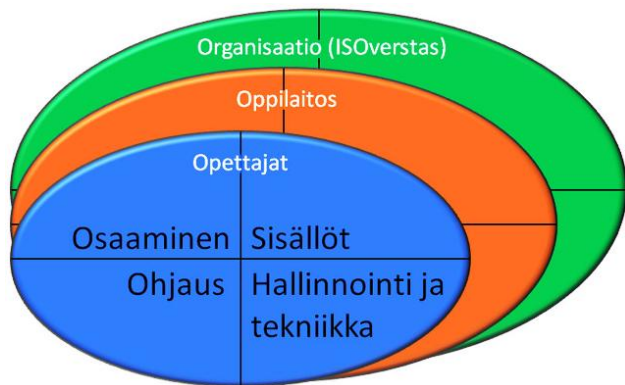 Organisaatio (ISOverstas)
Oppilaitos
Opettajat
Osaaminen
Sisällöt
Ohjaus
Hallinnointi ja
tekniikka